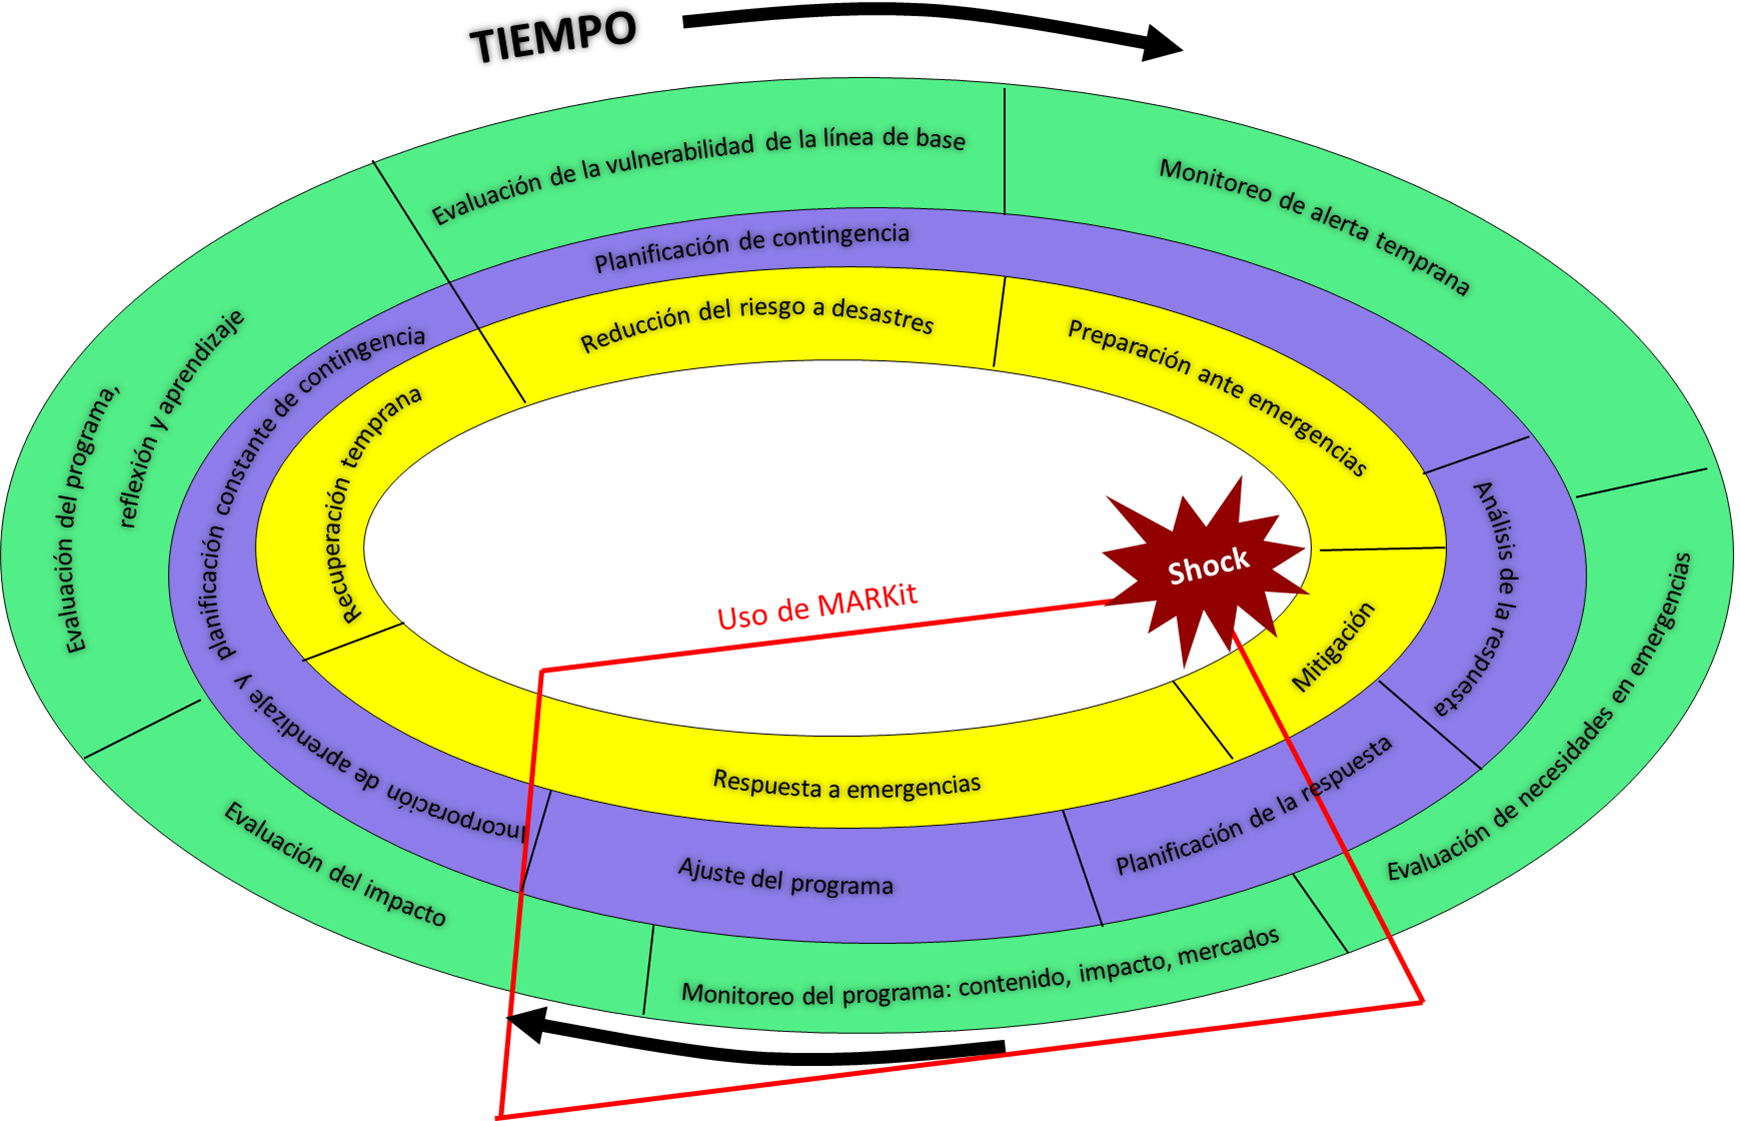 TIEMPO
Evaluación de la vulnerabilidad de la línea de base
Monitoreo de alerta temprana
Planificación de contingencia
Reducción del riesgo a desastres
Preparación ante emergencias
Evaluación del programa,
reflexión y aprendizaje
Incorporación de aprendizaje y planificación constante de contingencia
Recuperación temprana
Shock
Uso de MARKit
Análisis de la respuesta
Mitigación
Evaluación de necesidades en emergencias
Respuesta a emergencias
Planificación de la respuesta
Ajuste del programa
Evaluación del impacto
Monitoreo del programa: contenido, impacto, mercados